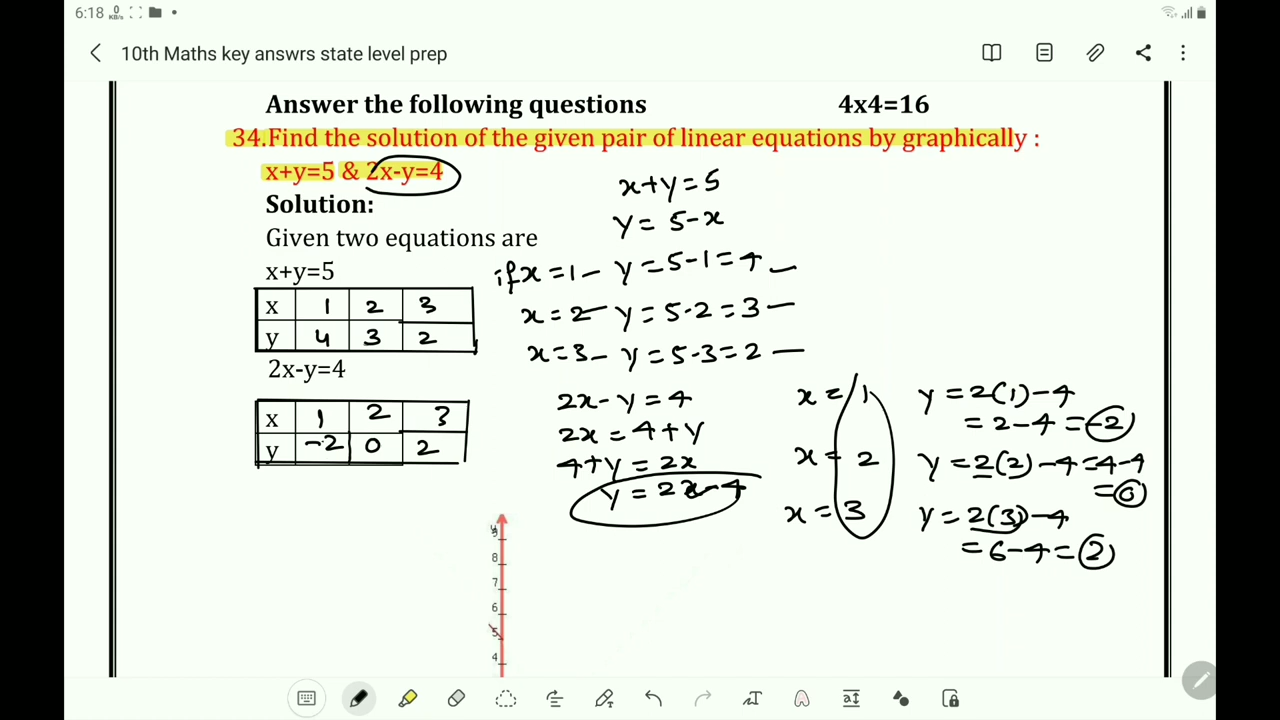 6:18 0 KB/s
10th Maths key answrs state level prep
Answer the following questions 4x4=16
34.Find the solution of the given pair of linear equations by graphically :
x+y=5 & 2x-y=4
Solution:
Given two equations are
x+y=5
x 1 2 3
y 4 3 2
2x-y=4
x 1 2 3
y -2 0 2
x+y=5
y= 5-x
if x=1- y=5-1=4 -
x=2- y=5-2=3 -
x=3- y=5-3=2 -
2x-y=4
2x=4+y
4+y=2x
y=2x-4
x=1 y=2(1)-4
=2-4=-2
x=2 y=2(2)-4=4-4
=0
x=3 y=2(3)-4
=6-4=2
y
9
8
7
6
5
4